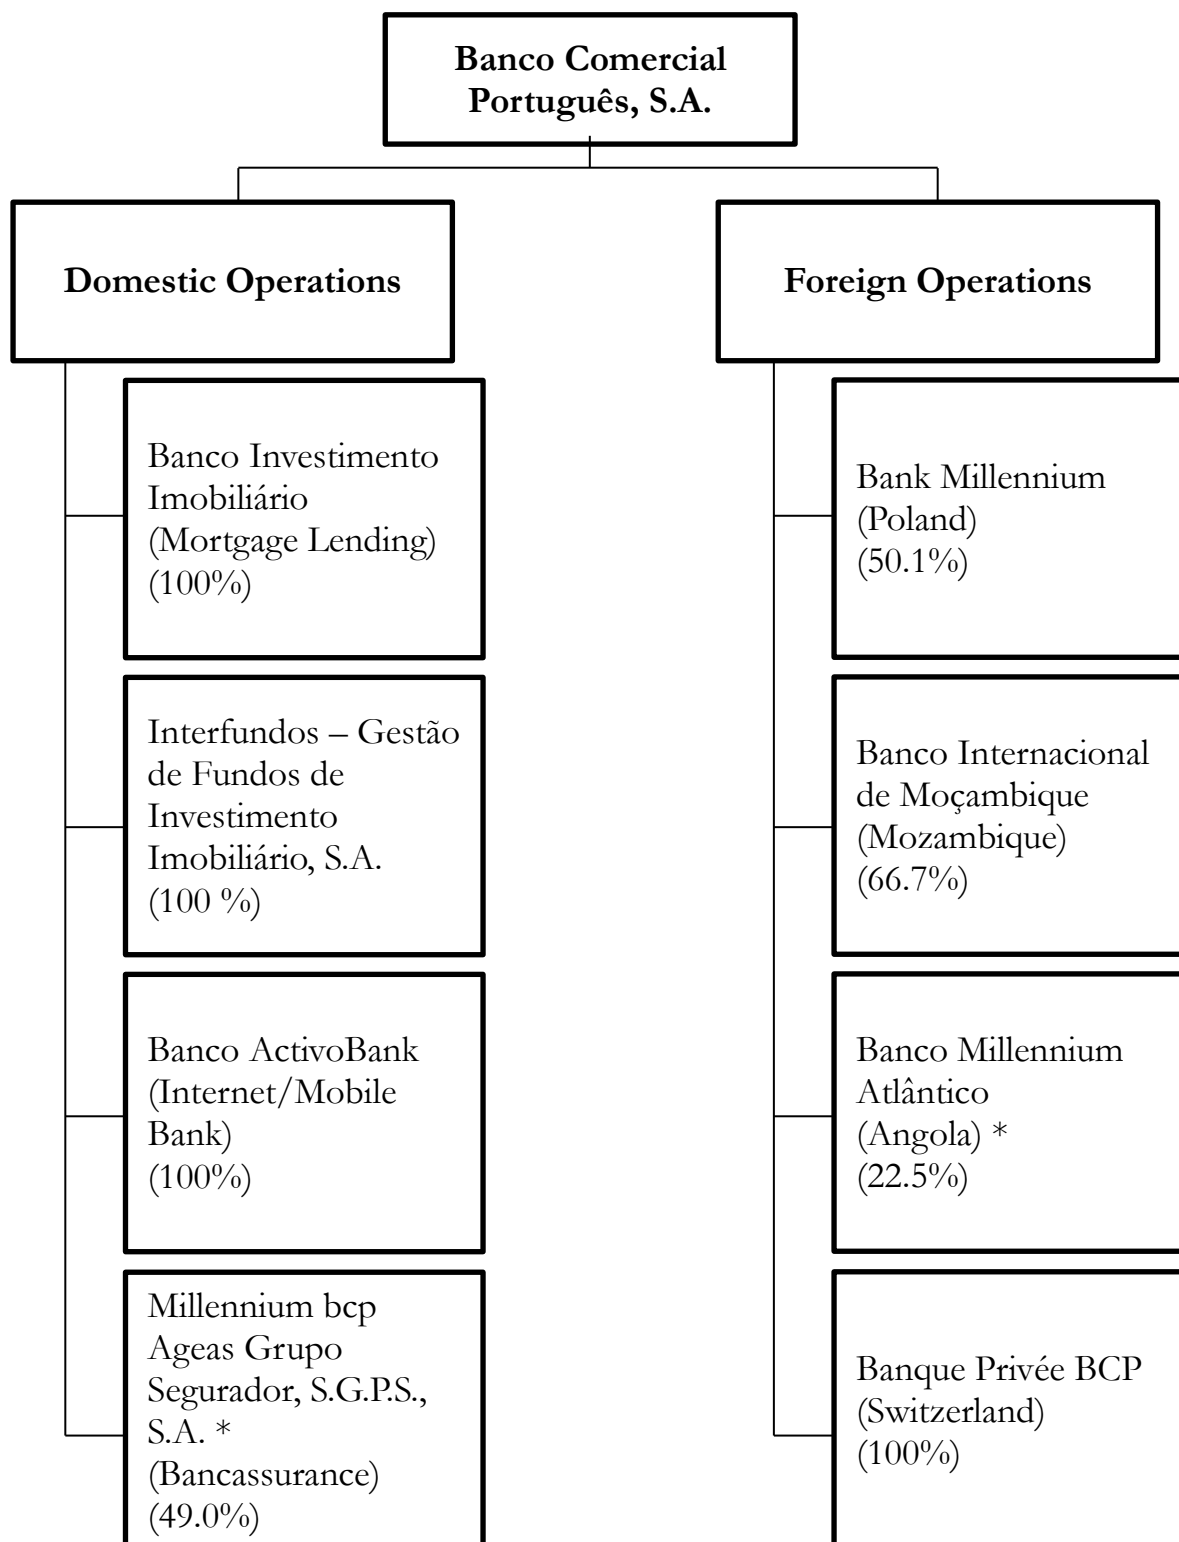 Banco Comercial
Português, S.A.
Domestic Operations
Banco Investimento
Imobiliário
(Mortgage Lending)
(100%)
Interfundos – Gestão
de Fundos de
Investimento
Imobiliário, S.A.
(100 %)
Banco ActivoBank
(Internet/Mobile
Bank)
(100%)
Millennium bcp
Ageas Grupo
Segurador, S.G.P.S.,
S.A. *
(Bancassurance)
(49.0%)
Foreign Operations
Bank Millennium
(Poland)
(50.1%)
Banco Internacional
de Moçambique
(Mozambique)
(66.7%)
Banco Millennium
Atlântico
(Angola) *
(22.5%)
Banque Privée BCP
(Switzerland)
(100%)